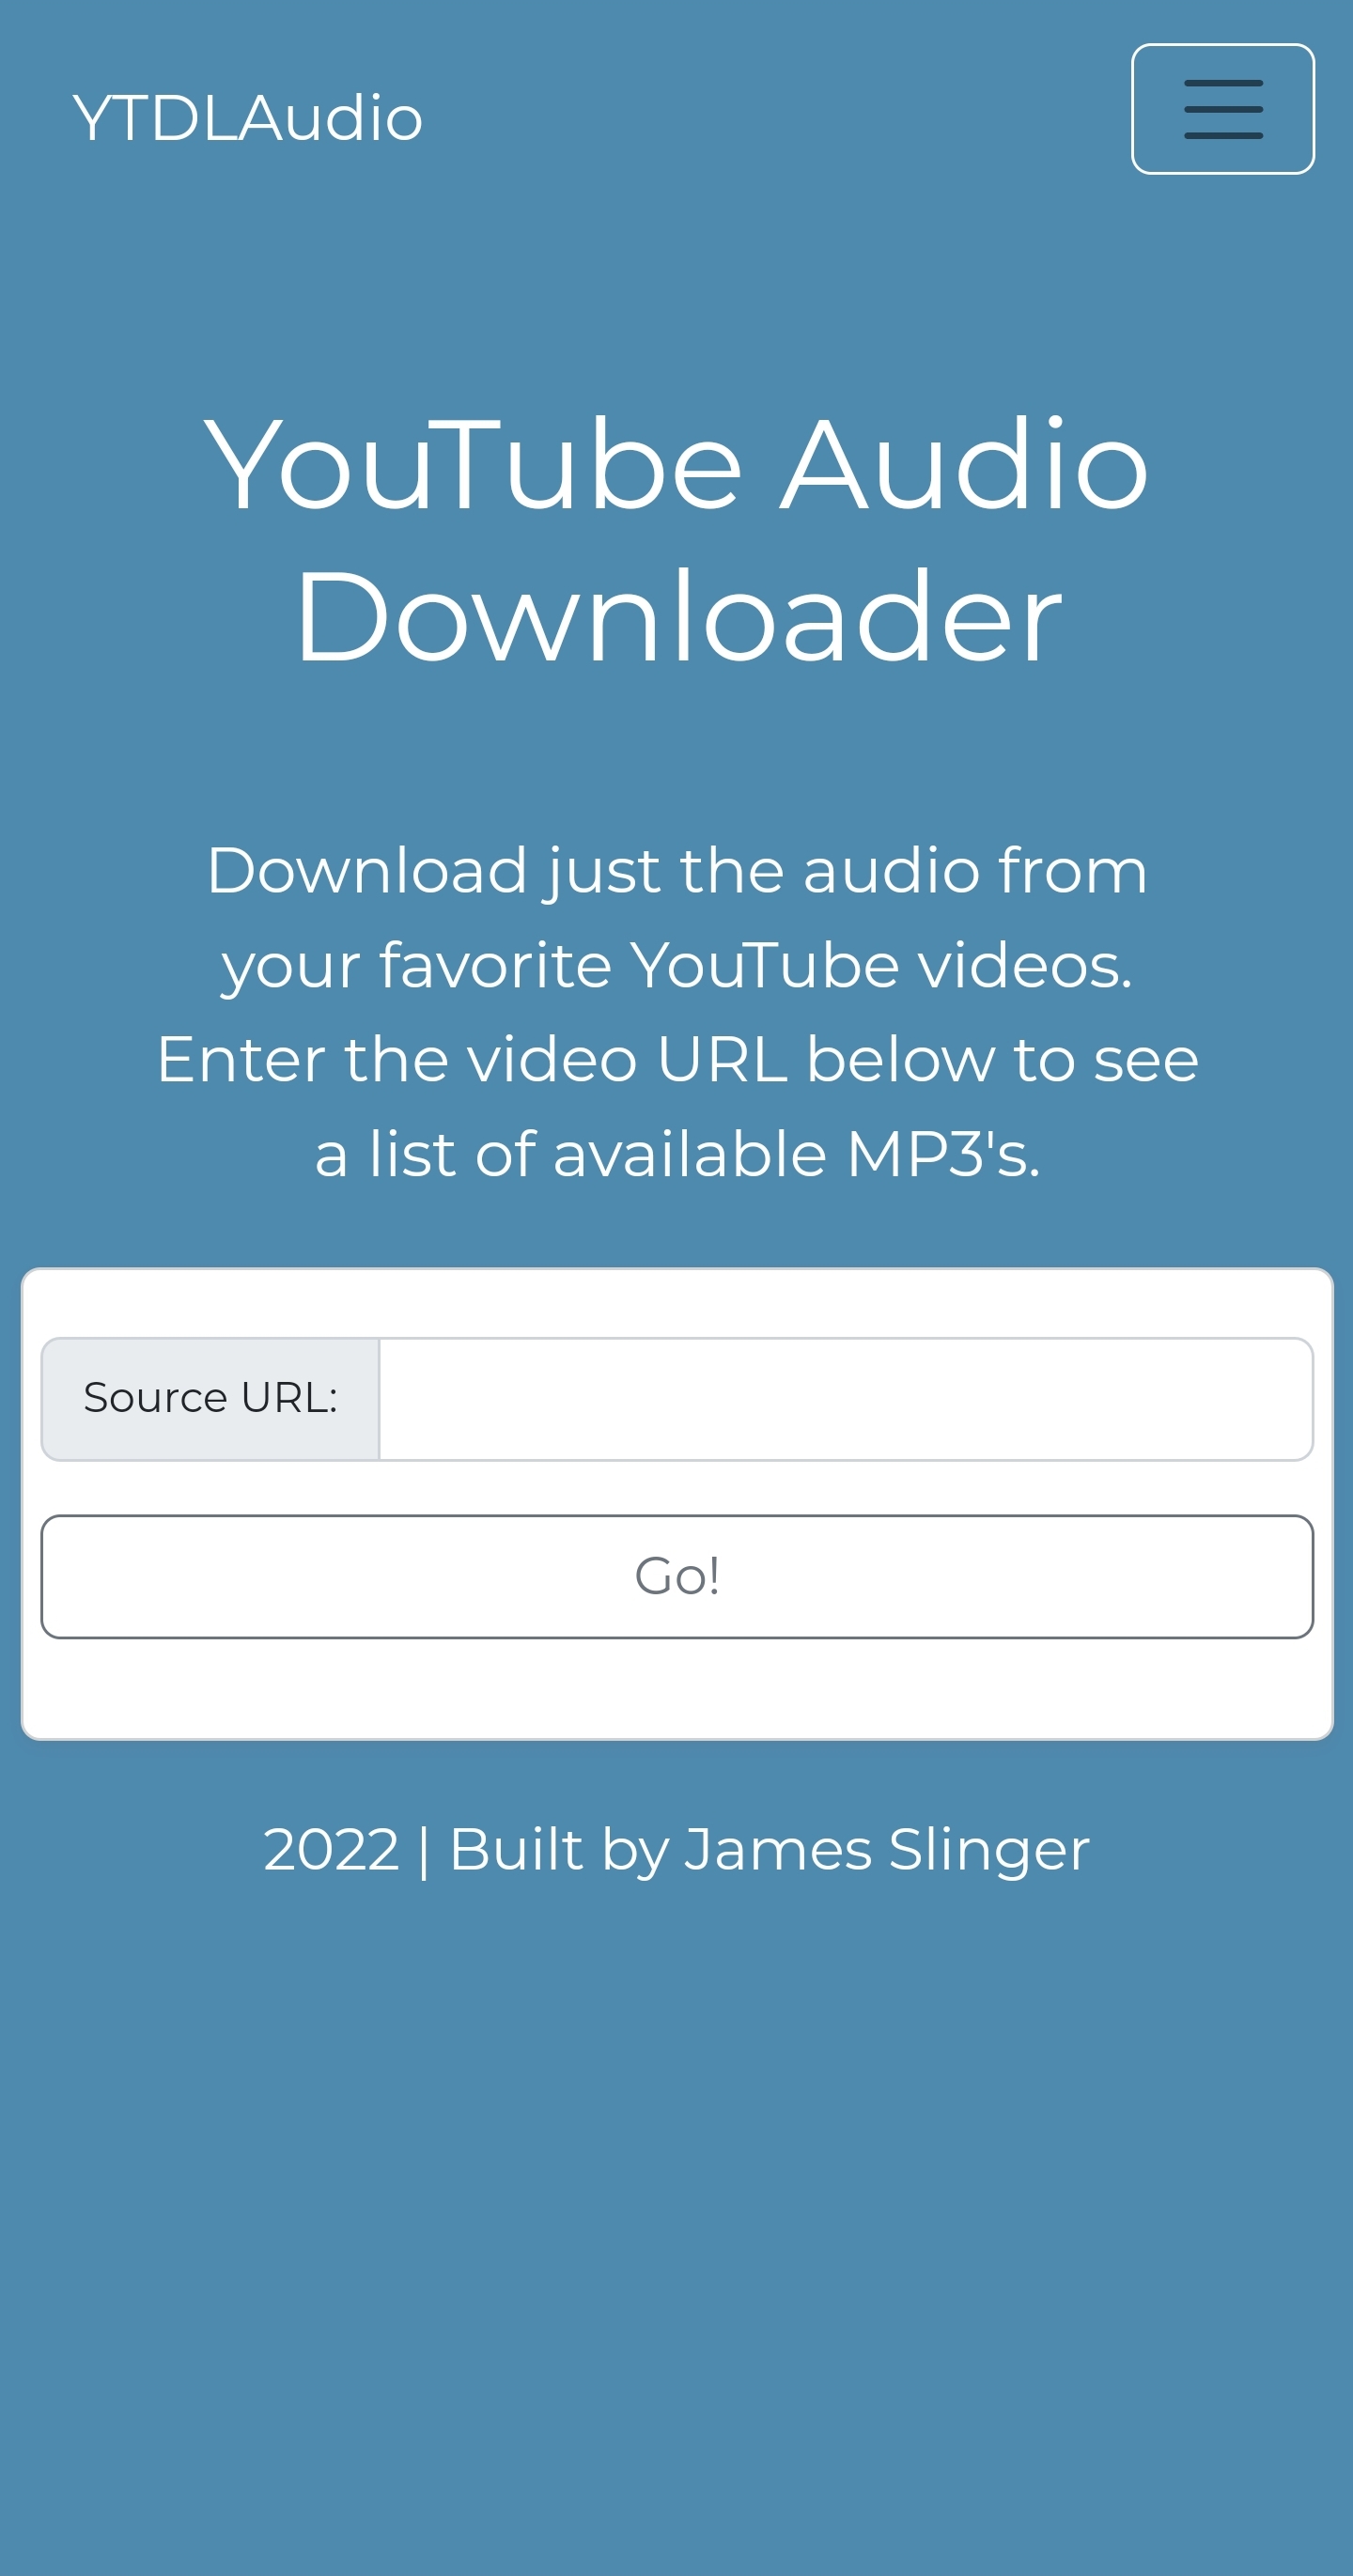 YTDLAudio
YouTube Audio
Downloader
Download just the audio from
your favorite YouTube videos.
Enter the video URL below to see
a list of available MP3's.
Source URL:
Go!
2022 | Built by James Slinger